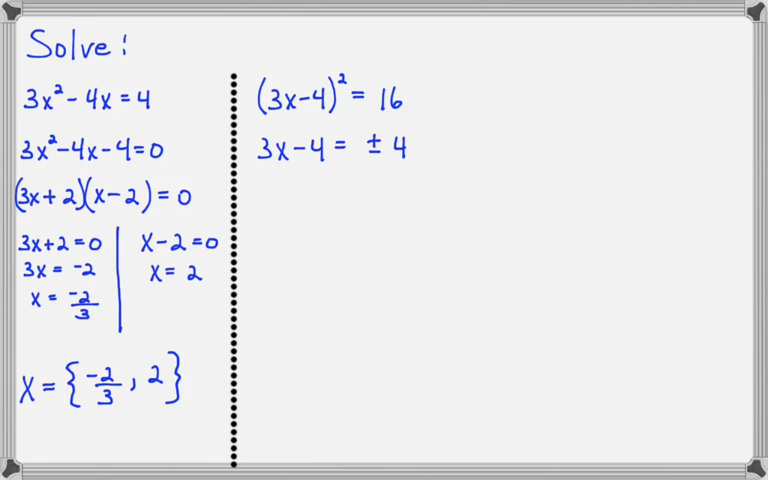 Solve:
3x² - 4x = 4
3x² - 4x - 4 = 0
(3x + 2)(x - 2) = 0
3x + 2 = 0
3x = -2
x = -2/3
x - 2 = 0
x = 2
x = { -2/3 , 2 }
(3x - 4)² = 16
3x - 4 = ± 4